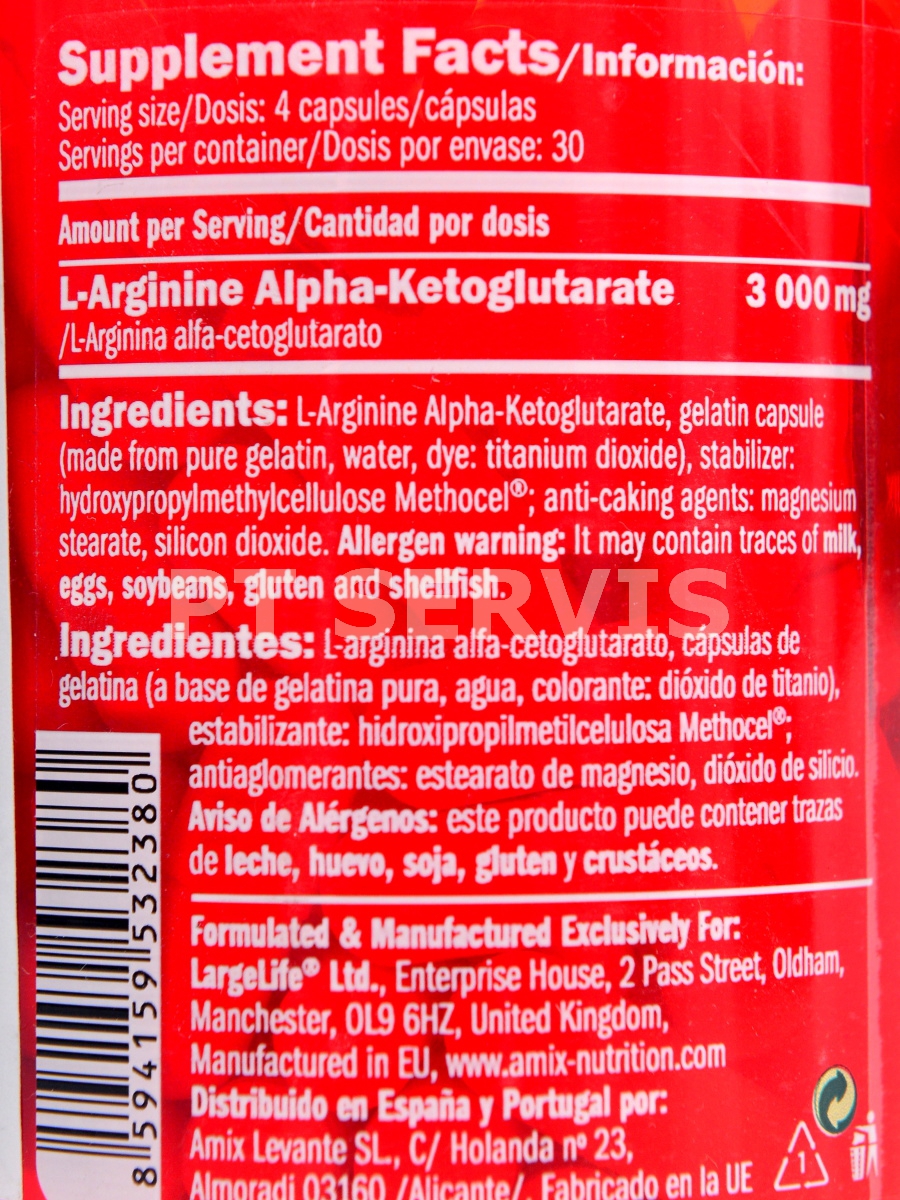 Supplement Facts/Información:
Serving size/Dosis: 4 capsules/cápsulas
Servings per container/Dosis por envase: 30
Amount per Serving/Cantidad por dosis
L-Arginine Alpha-Ketoglutarate 3 000 mg
/L-Arginina alfa-cetoglutarato
Ingredients: L-Arginine Alpha-Ketoglutarate, gelatin capsule
(made from pure gelatin, water, dye: titanium dioxide), stabilizer:
hydroxypropylmethylcellulose Methocel®; anti-caking agents: magnesium
stearate, silicon dioxide. Allergen warning: It may contain traces of milk,
eggs, soybeans, gluten and shellfish.
PT SERVIS
Ingredientes: L-arginina alfa-cetoglutarato, cápsulas de
gelatina (a base de gelatina pura, agua, colorante: dióxido de titanio),
estabilizante: hidroxipropilmetilcelulosa Methocel®;
antiaglomerantes: estearato de magnesio, dióxido de silicio.
Aviso de Alérgenos: este producto puede contener trazas
de leche, huevo, soja, gluten y crustáceos.
8 594159 532380
Formulated & Manufactured Exclusively For:
LargeLife® Ltd., Enterprise House, 2 Pass Street, Oldham,
Manchester, OL9 6HZ, United Kingdom,
Manufactured in EU, www.amix-nutrition.com
Distribuido en España y Portugal por:
Amix Levante SL., C/ Holanda nº 23,
Almoradi 03160 /Alicante/, Fabricado en la UE
1